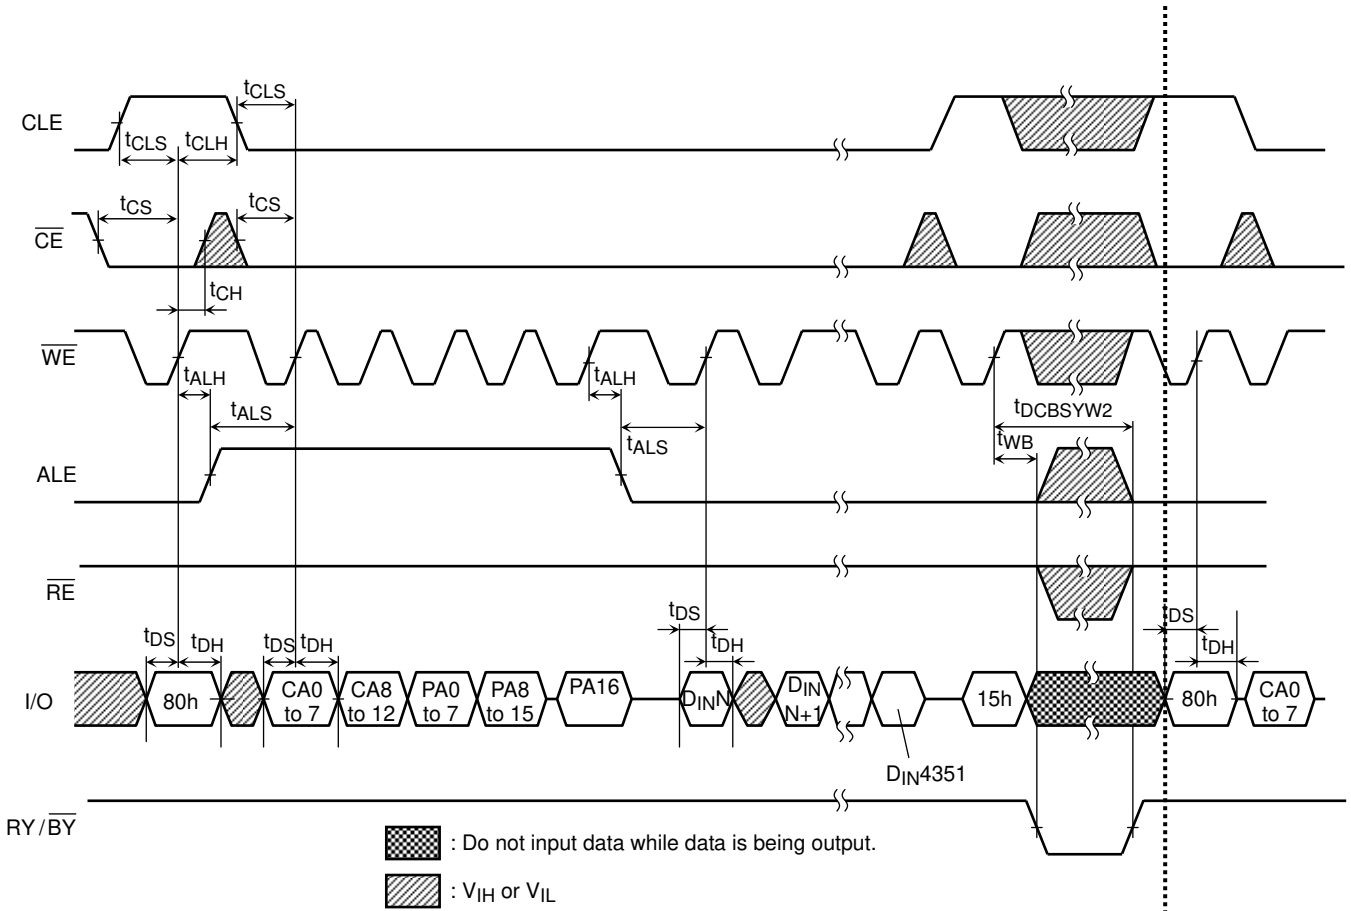 CLE
tCLS
tCLS
tCLH
CE
tCS
tCS
tCH
WE
tALH
tALS
tALH
tALS
tDCBSYW2
tWB
ALE
RE
tDS
tDH
tDS
tDH
tDS
tDH
tDS
tDH
I/O
80h
CA0
to 7
CA8
to 12
PA0
to 7
PA8
to 15
PA16
DINN
DIN
N+1
DIN4351
15h
80h
CA0
to 7
RY / BY
: Do not input data while data is being output.
: VIH or VIL